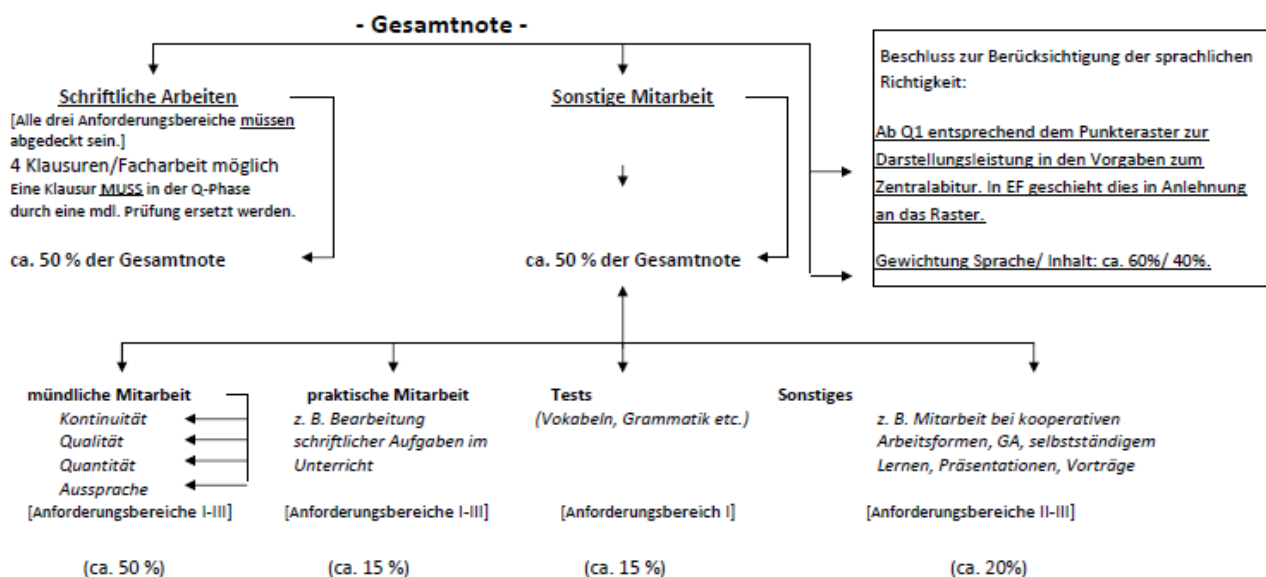 - Gesamtnote -
Schriftliche Arbeiten
[Alle drei Anforderungsbereiche müssen
abgedeckt sein.]
4 Klausuren/Facharbeit möglich
Eine Klausur MUSS in der Q-Phase
durch eine mdl. Prüfung ersetzt werden.
ca. 50 % der Gesamtnote
Sonstige Mitarbeit
ca. 50 % der Gesamtnote
Beschluss zur Berücksichtigung der sprachlichen
Richtigkeit:
Ab Q1 entsprechend dem Punkteraster zur
Darstellungsleistung in den Vorgaben zum
Zentralabitur. In EF geschieht dies in Anlehnung
an das Raster.
Gewichtung Sprache/ Inhalt: ca. 60%/ 40%.
mündliche Mitarbeit
Kontinuität
Qualität
Quantität
Aussprache
[Anforderungsbereiche I-III]
(ca. 50 %)
praktische Mitarbeit
z. B. Bearbeitung
schriftlicher Aufgaben im
Unterricht
[Anforderungsbereiche I-III]
(ca. 15 %)
Tests
(Vokabeln, Grammatik etc.)
[Anforderungsbereich I]
(ca. 15 %)
Sonstiges
z. B. Mitarbeit bei kooperativen
Arbeitsformen, GA, selbstständigem
Lernen, Präsentationen, Vorträge
[Anforderungsbereiche II-III]
(ca. 20%)